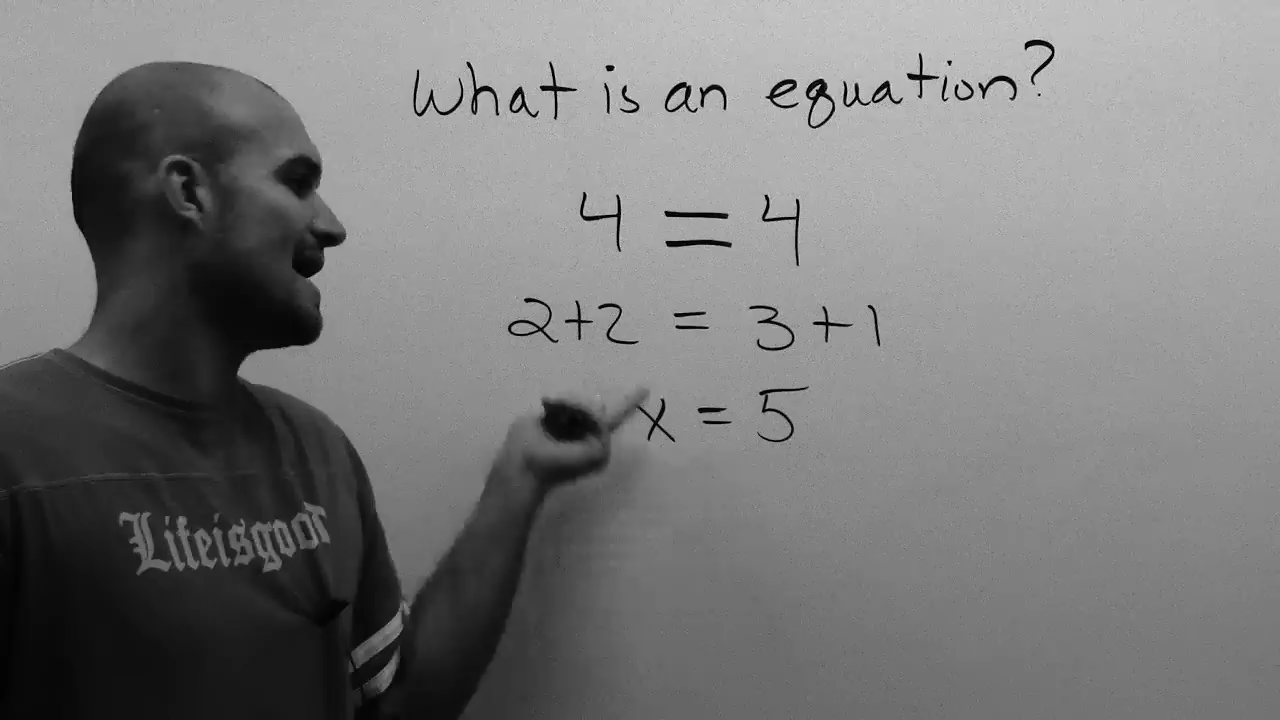 What is an equation?
4 = 4
2+2 = 3+1
x = 5
Lifeisgood